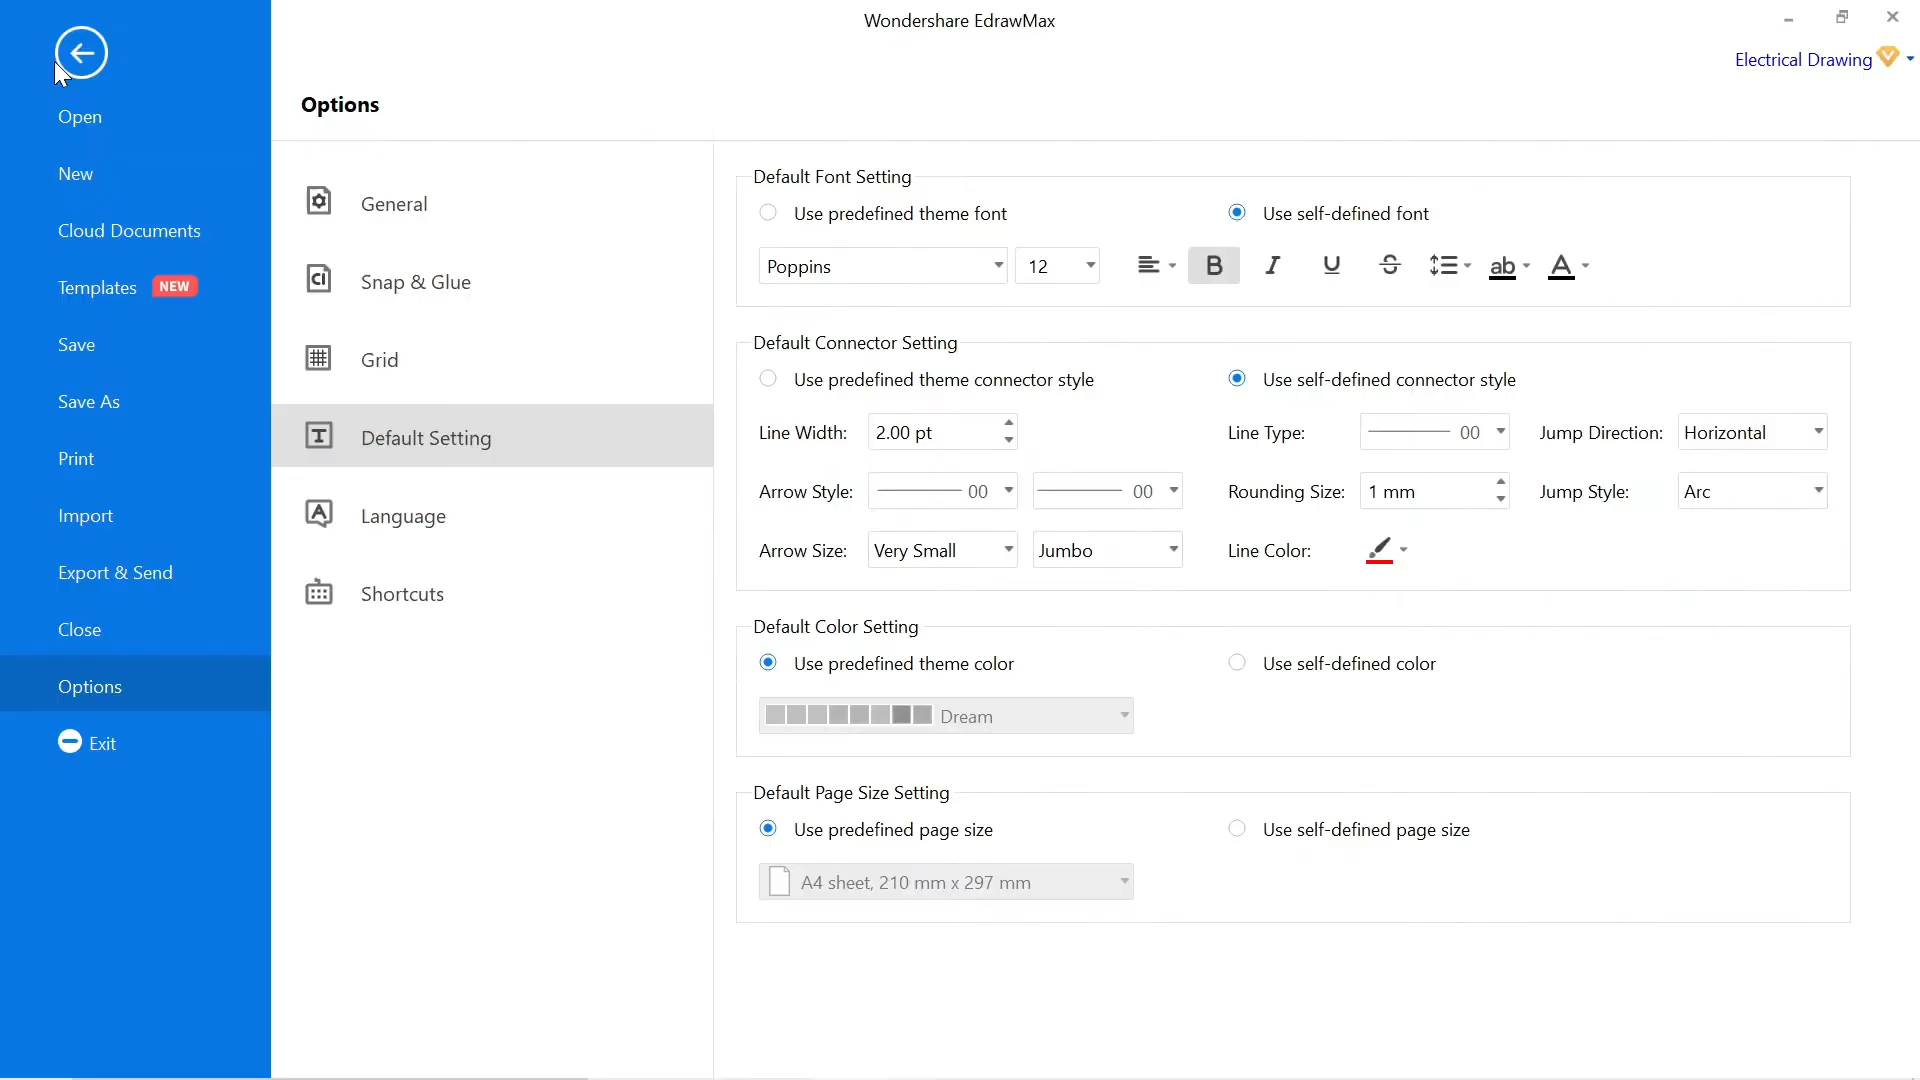 Wondershare EdrawMax
Electrical Drawing
Open
New
Cloud Documents
Templates NEW
Save
Save As
Print
Import
Export & Send
Close
Options
Exit
Options
General
Snap & Glue
Grid
Default Setting
Language
Shortcuts
Default Font Setting
Use predefined theme font Use self-defined font
Poppins 12 B I U S ab A
Default Connector Setting
Use predefined theme connector style Use self-defined connector style
Line Width: 2.00 pt Line Type: 00 Jump Direction: Horizontal
Arrow Style: 00 00 Rounding Size: 1 mm Jump Style: Arc
Arrow Size: Very Small Jumbo Line Color:
Default Color Setting
Use predefined theme color Use self-defined color
Dream
Default Page Size Setting
Use predefined page size Use self-defined page size
A4 sheet, 210 mm x 297 mm